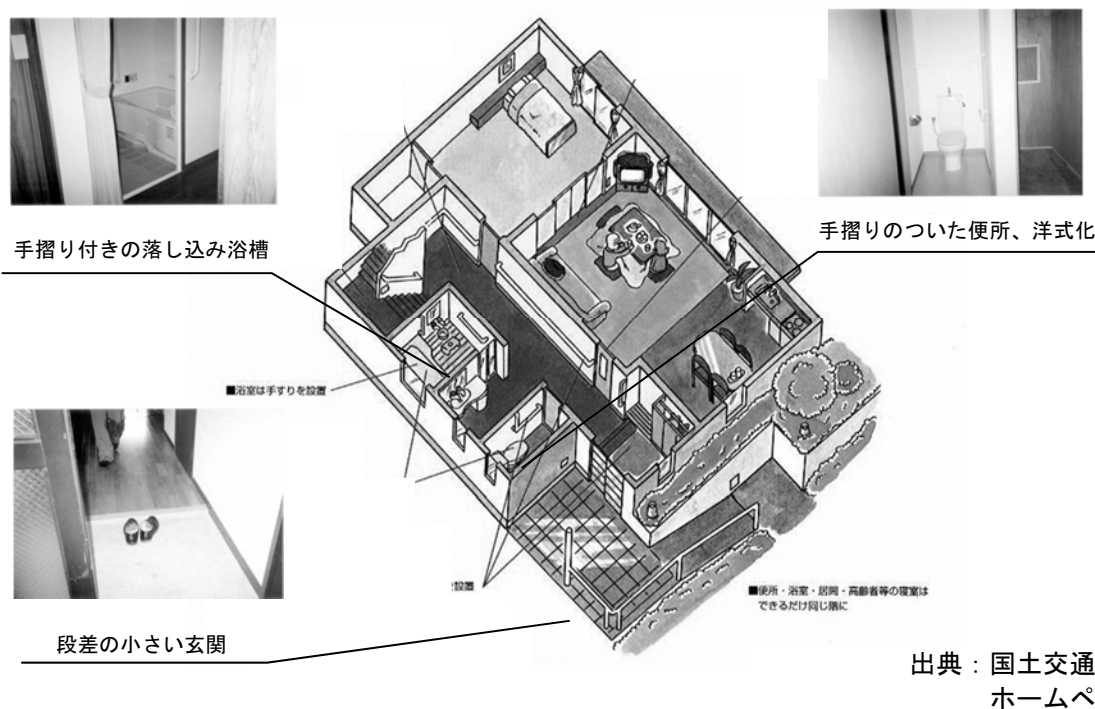 手摺り付きの落し込み浴槽
手摺りのついた便所、洋式化
■浴室は手すりを設置
設置
■便所・浴室・居間・高齢者等の寝室は
できるだけ同じ階に
段差の小さい玄関
出典：国土交通
ホームペ